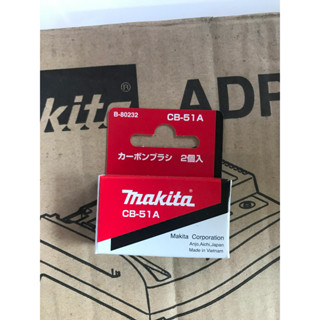 B-80232 CB-51A
カーボンブラシ 2個入
makita
CB-51A
Makita Corporation
Anjo, Aichi, Japan
Made in Vietnam
kita
ADP